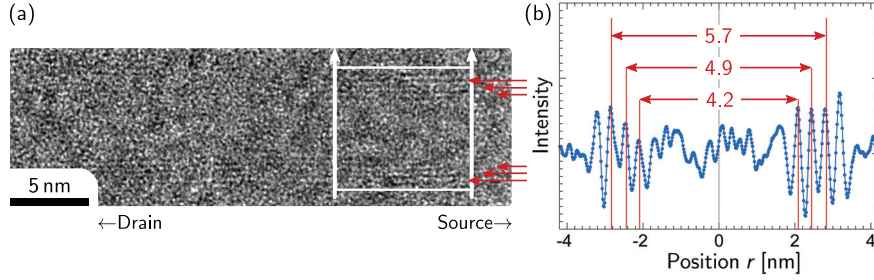 (a)
5 nm
←Drain
Source→
(b)
Intensity
5.7
4.9
4.2
-4 -2 0 2 4
Position r [nm]